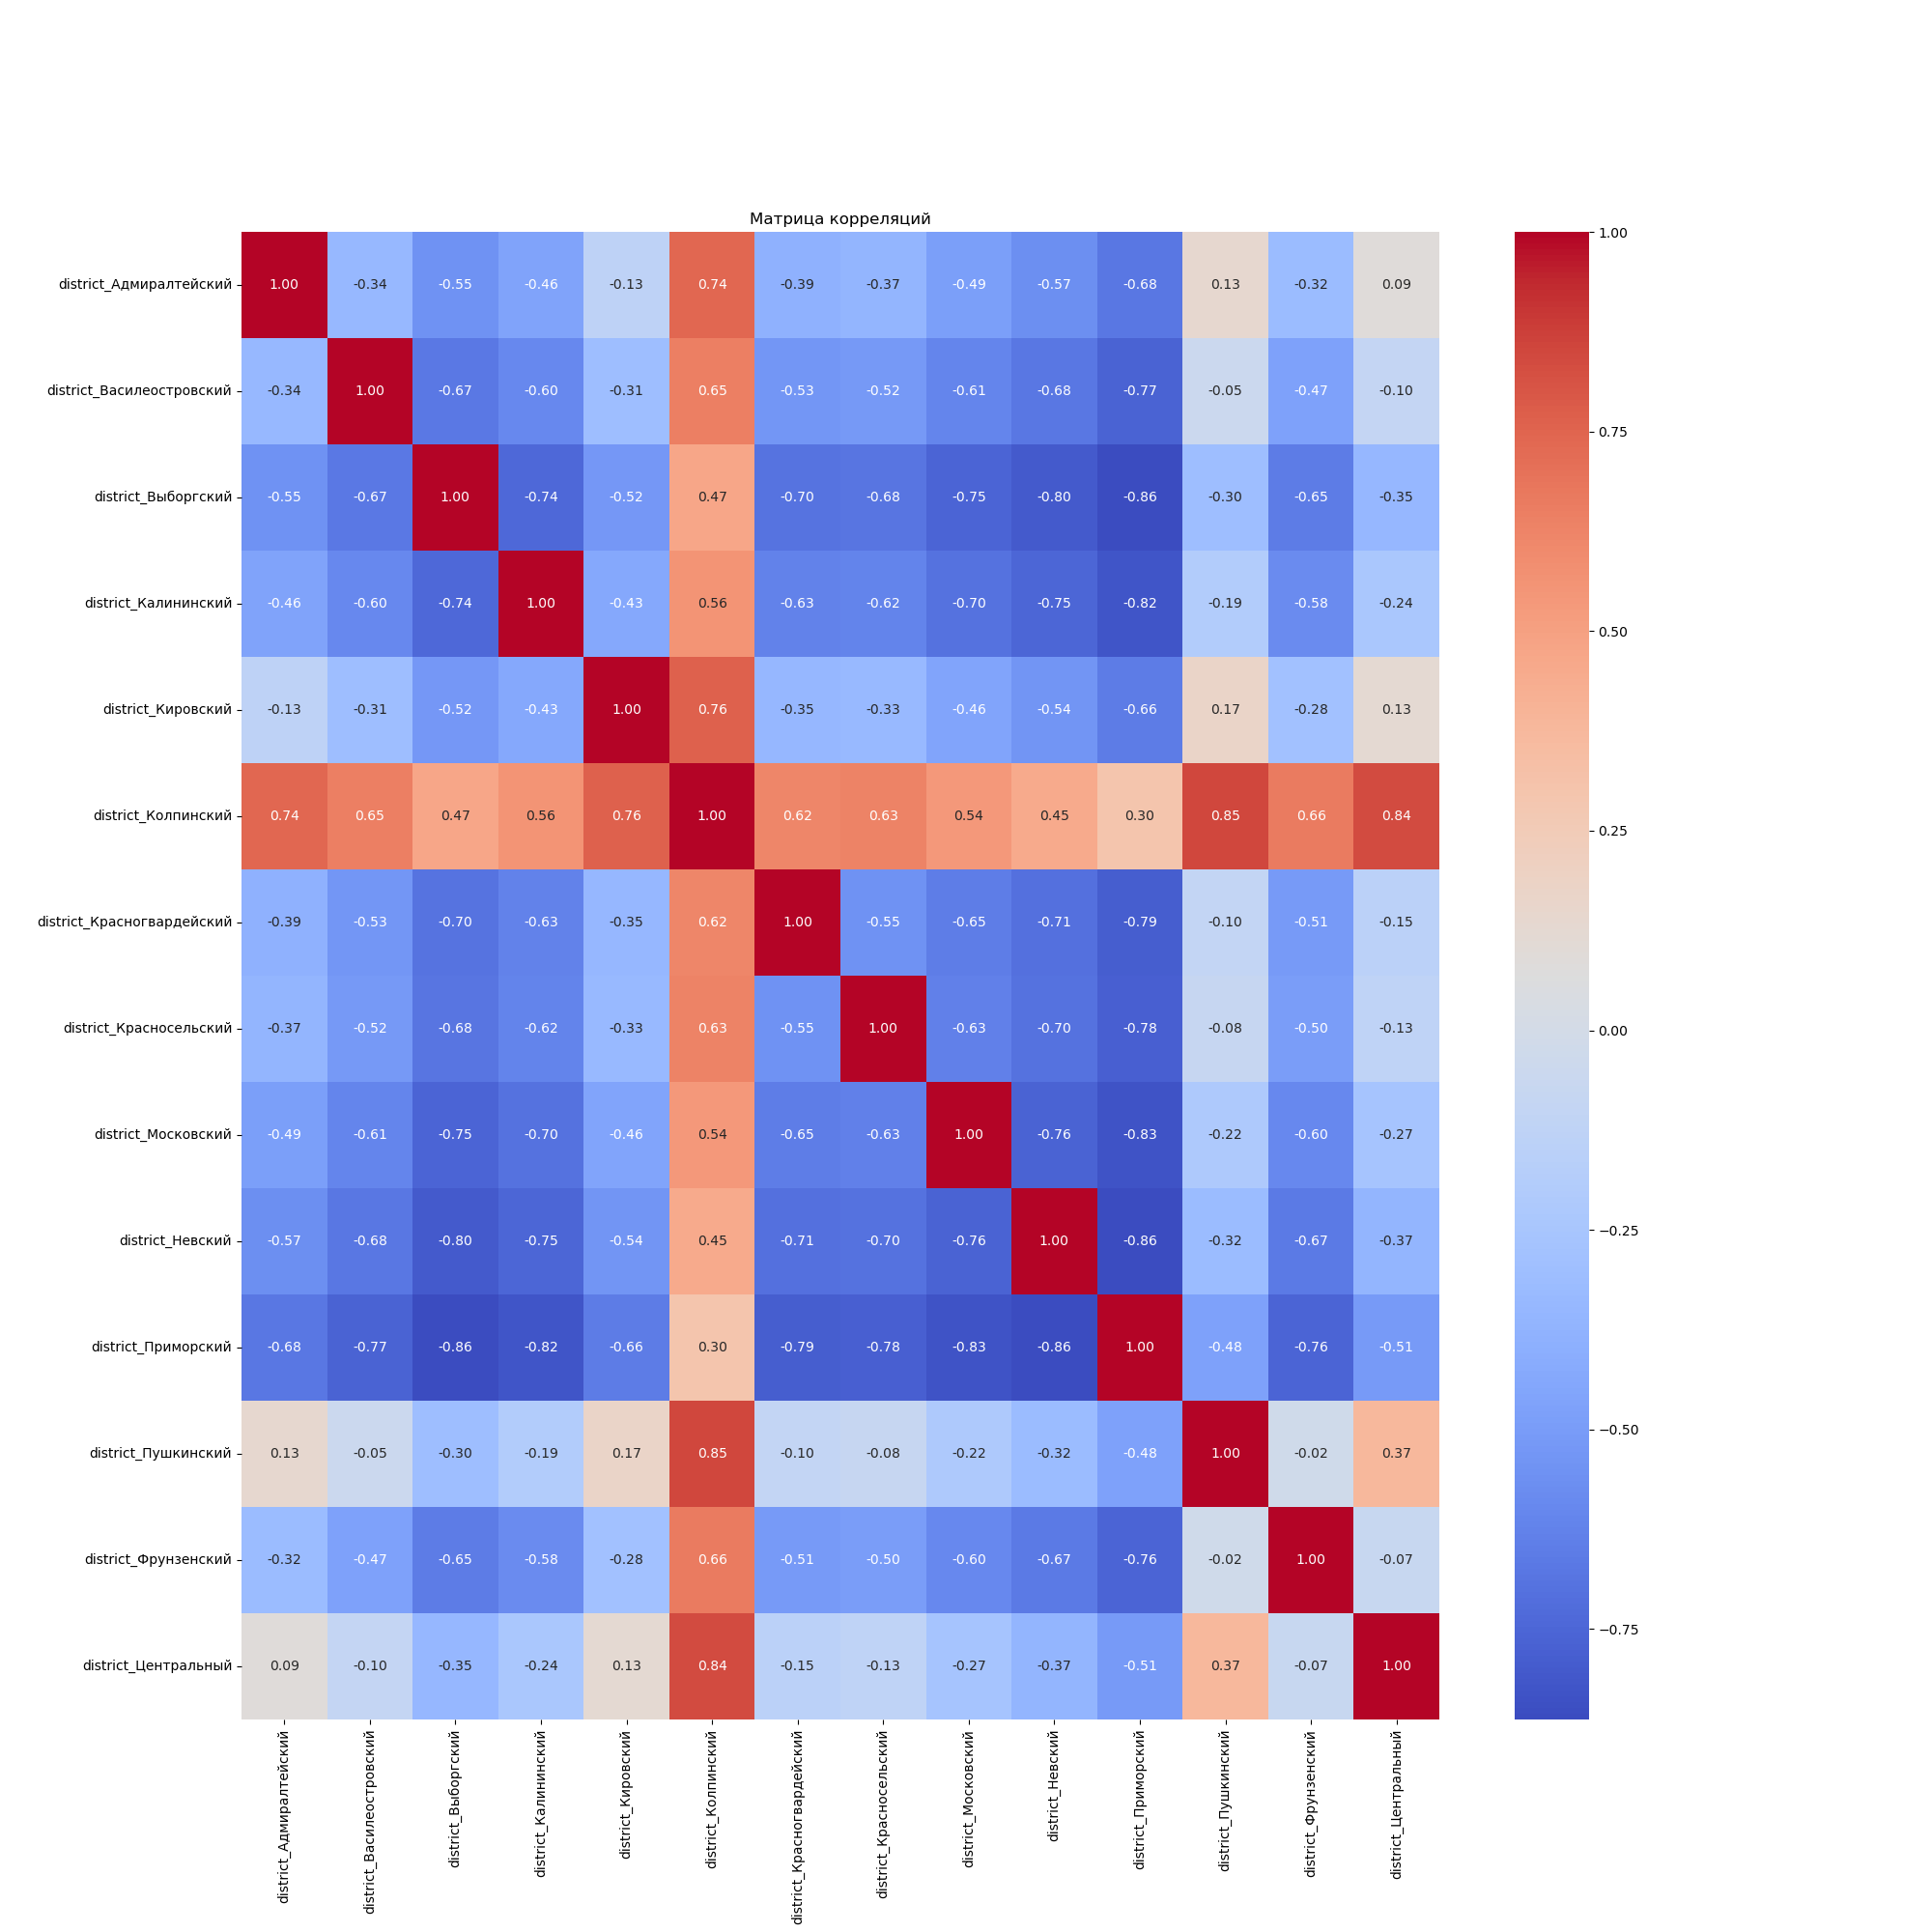 Матрица корреляций
district_Адмиралтейский 1.00 -0.34 -0.55 -0.46 -0.13 0.74 -0.39 -0.37 -0.49 -0.57 -0.68 0.13 -0.32 0.09
district_Василеостровский -0.34 1.00 -0.67 -0.60 -0.31 0.65 -0.53 -0.52 -0.61 -0.68 -0.77 -0.05 -0.47 -0.10
district_Выборгский -0.55 -0.67 1.00 -0.74 -0.52 0.47 -0.70 -0.68 -0.75 -0.80 -0.86 -0.30 -0.65 -0.35
district_Калининский -0.46 -0.60 -0.74 1.00 -0.43 0.56 -0.63 -0.62 -0.70 -0.75 -0.82 -0.19 -0.58 -0.24
district_Кировский -0.13 -0.31 -0.52 -0.43 1.00 0.76 -0.35 -0.33 -0.46 -0.54 -0.66 0.17 -0.28 0.13
district_Колпинский 0.74 0.65 0.47 0.56 0.76 1.00 0.62 0.63 0.54 0.45 0.30 0.85 0.66 0.84
district_Красногвардейский -0.39 -0.53 -0.70 -0.63 -0.35 0.62 1.00 -0.55 -0.65 -0.71 -0.79 -0.10 -0.51 -0.15
district_Красносельский -0.37 -0.52 -0.68 -0.62 -0.33 0.63 -0.55 1.00 -0.63 -0.70 -0.78 -0.08 -0.50 -0.13
district_Московский -0.49 -0.61 -0.75 -0.70 -0.46 0.54 -0.65 -0.63 1.00 -0.76 -0.83 -0.22 -0.60 -0.27
district_Невский -0.57 -0.68 -0.80 -0.75 -0.54 0.45 -0.71 -0.70 -0.76 1.00 -0.86 -0.32 -0.67 -0.37
district_Приморский -0.68 -0.77 -0.86 -0.82 -0.66 0.30 -0.79 -0.78 -0.83 -0.86 1.00 -0.48 -0.76 -0.51
district_Пушкинский 0.13 -0.05 -0.30 -0.19 0.17 0.85 -0.10 -0.08 -0.22 -0.32 -0.48 1.00 -0.02 0.37
district_Фрунзенский -0.32 -0.47 -0.65 -0.58 -0.28 0.66 -0.51 -0.50 -0.60 -0.67 -0.76 -0.02 1.00 -0.07
district_Центральный 0.09 -0.10 -0.35 -0.24 0.13 0.84 -0.15 -0.13 -0.27 -0.37 -0.51 0.37 -0.07 1.00
district_Адмиралтейский
district_Василеостровский
district_Выборгский
district_Калининский
district_Кировский
district_Колпинский
district_Красногвардейский
district_Красносельский
district_Московский
district_Невский
district_Приморский
district_Пушкинский
district_Фрунзенский
district_Центральный
1.00
0.75
0.50
0.25
0.00
−0.25
−0.50
−0.75